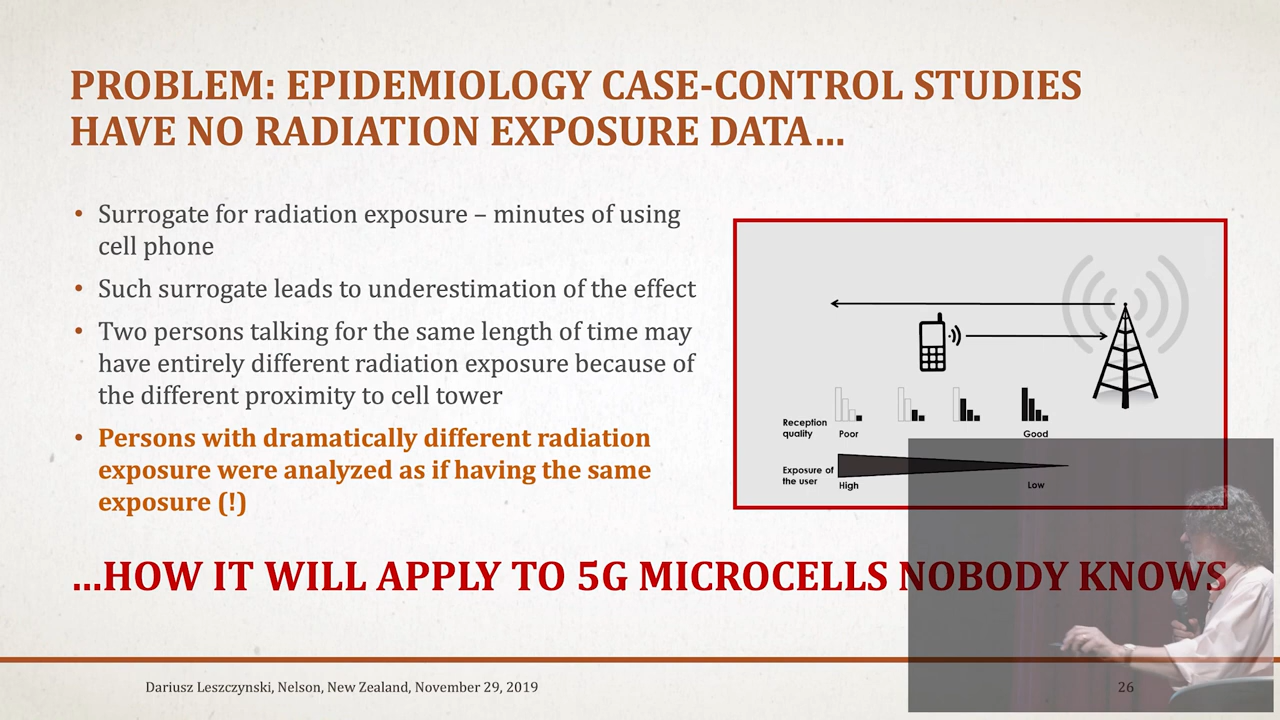 PROBLEM: EPIDEMIOLOGY CASE-CONTROL STUDIES
HAVE NO RADIATION EXPOSURE DATA…
• Surrogate for radiation exposure – minutes of using
cell phone
• Such surrogate leads to underestimation of the effect
• Two persons talking for the same length of time may
have entirely different radiation exposure because of
the different proximity to cell tower
• Persons with dramatically different radiation
exposure were analyzed as if having the same
exposure (!)
Reception
quality
Poor
Good
Exposure of
the user
High
Low
…HOW IT WILL APPLY TO 5G MICROCELLS NOBODY KNOWS
Dariusz Leszczynski, Nelson, New Zealand, November 29, 2019
26